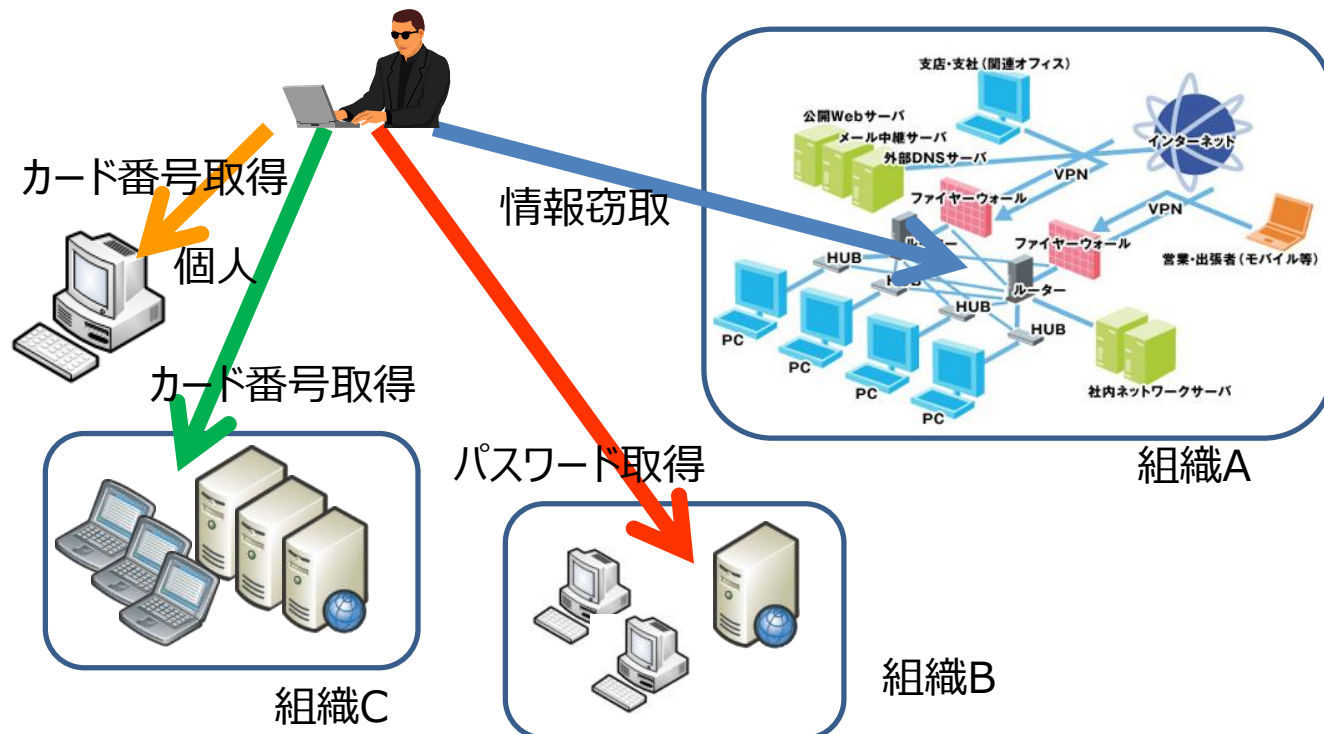 支店・支社(関連オフィス)
公開Webサーバ
メール中継サーバ
外部DNSサーバ
インターネット
VPN
カード番号取得
情報窃取
ファイヤーウォール
VPN
ルーター
ファイヤーウォール
営業・出張者(モバイル等)
個人
HUB
HUB
ルーター
HUB
HUB
PC
PC
PC
PC
社内ネットワークサーバ
カード番号取得
パスワード取得
組織A
組織B
組織C